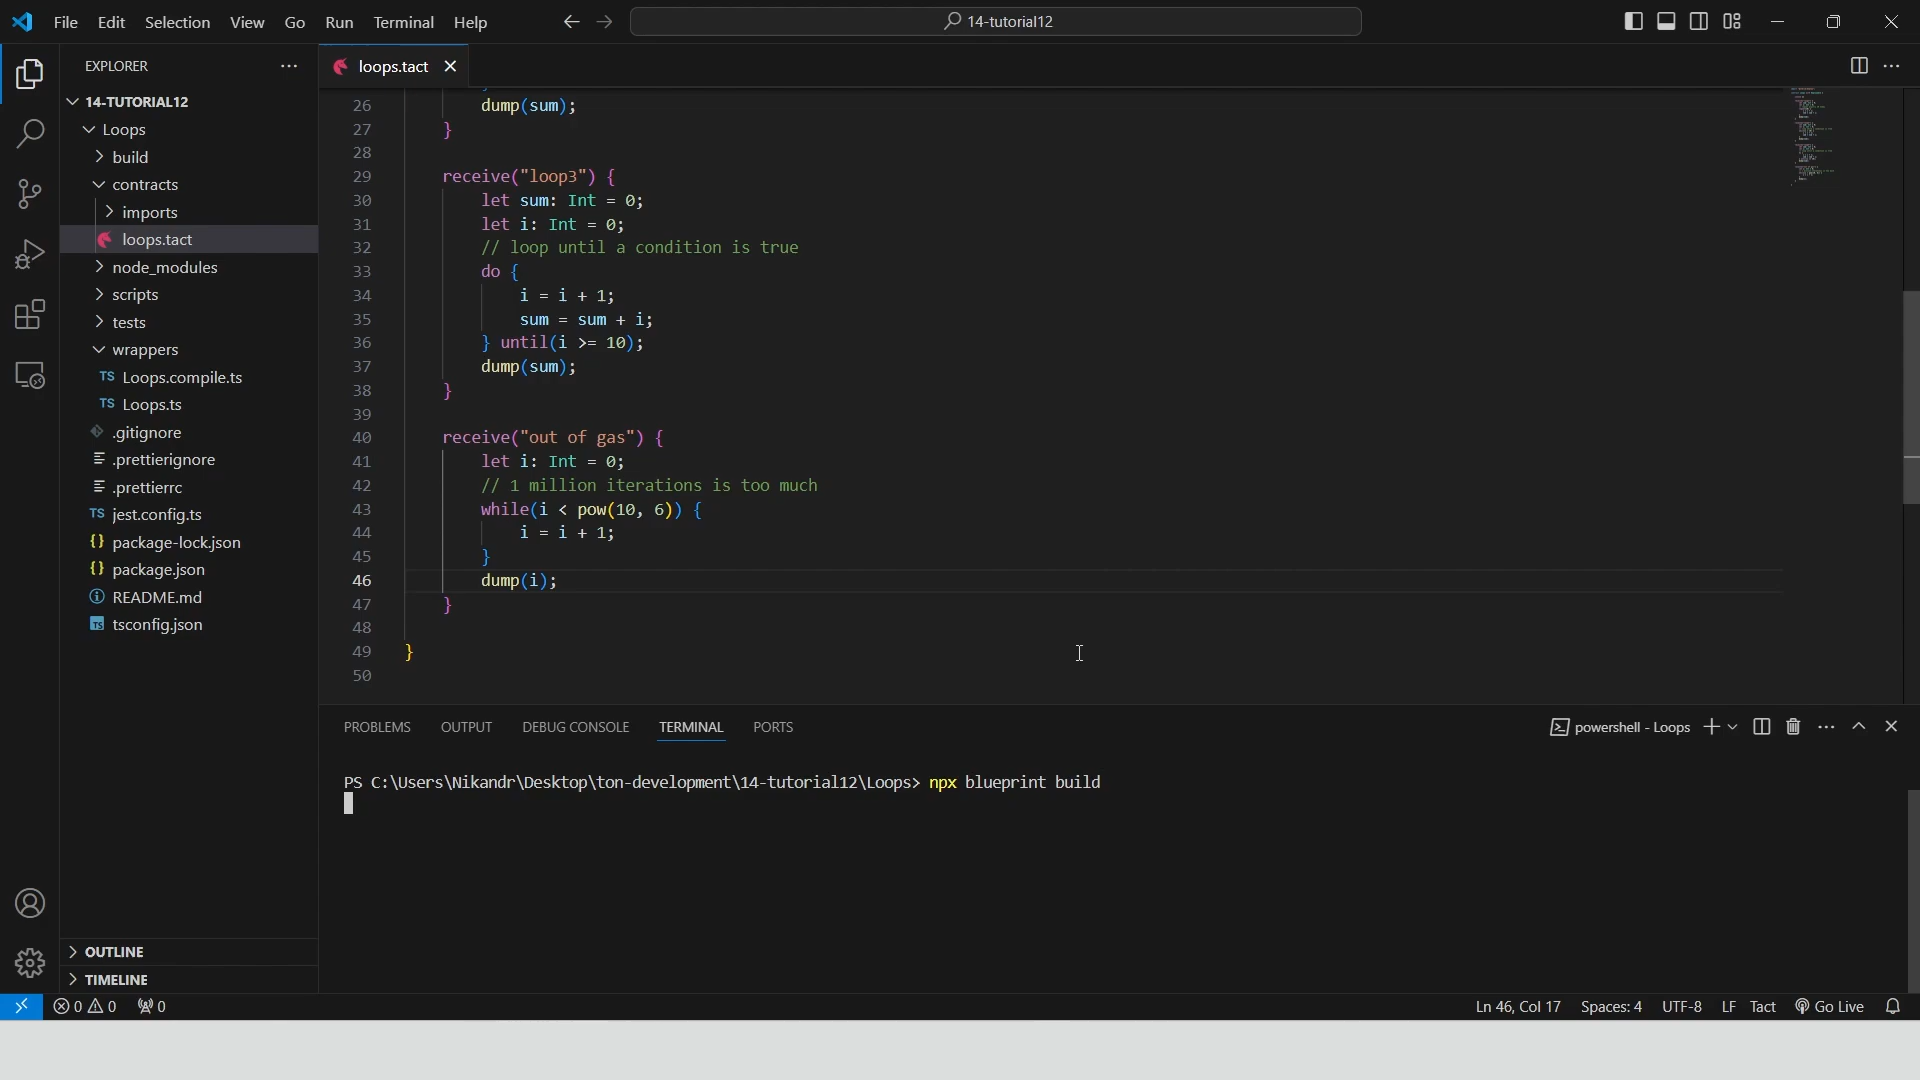 File Edit Selection View Go Run Terminal Help
14-tutorial12
EXPLORER
14-TUTORIAL12
Loops
build
contracts
imports
loops.tact
node_modules
scripts
tests
wrappers
TS Loops.compile.ts
TS Loops.ts
.gitignore
.prettierignore
.prettierrc
TS jest.config.ts
{} package-lock.json
{} package.json
README.md
TS tsconfig.json
OUTLINE
TIMELINE
loops.tact
26 dump(sum);
27 }
28
29 receive("loop3") {
30 let sum: Int = 0;
31 let i: Int = 0;
32 // loop until a condition is true
33 do {
34 i = i + 1;
35 sum = sum + i;
36 } until(i >= 10);
37 dump(sum);
38 }
39
40 receive("out of gas") {
41 let i: Int = 0;
42 // 1 million iterations is too much
43 while(i < pow(10, 6)) {
44 i = i + 1;
45 }
46 dump(i);
47 }
48
49 }
50
PROBLEMS OUTPUT DEBUG CONSOLE TERMINAL PORTS
powershell - Loops
PS C:\Users\Nikandr\Desktop\ton-development\14-tutorial12\Loops> npx blueprint build
0 0 0
Ln 46, Col 17 Spaces: 4 UTF-8 LF Tact Go Live